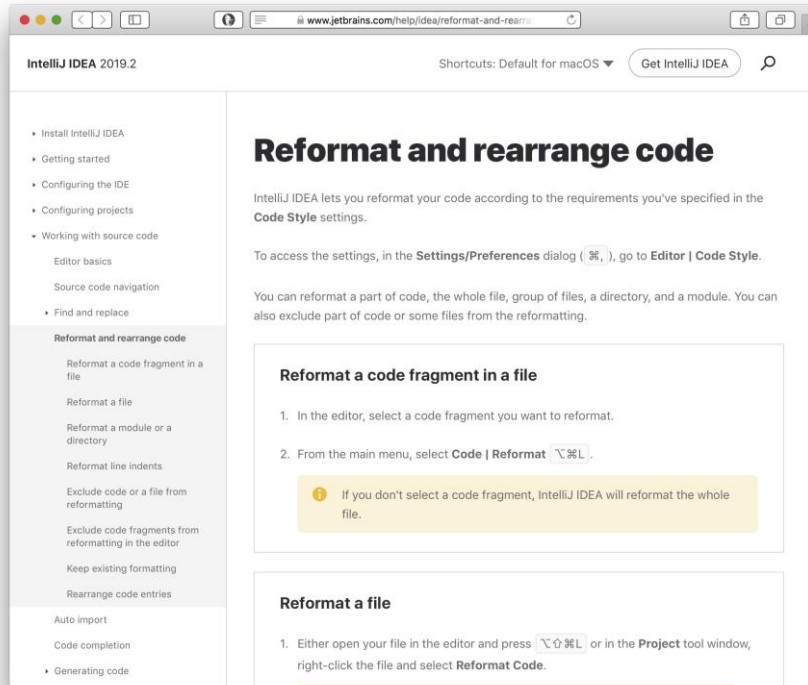 www.jetbrains.com/help/idea/reformat-and-rearra
IntelliJ IDEA 2019.2
Shortcuts: Default for macOS
Get IntelliJ IDEA
Install IntelliJ IDEA
Getting started
Configuring the IDE
Configuring projects
Working with source code
Editor basics
Source code navigation
Find and replace
Reformat and rearrange code
Reformat a code fragment in a
file
Reformat a file
Reformat a module or a
directory
Reformat line indents
Exclude code or a file from
reformatting
Exclude code fragments from
reformatting in the editor
Keep existing formatting
Rearrange code entries
Auto import
Code completion
Generating code
Reformat and rearrange code
IntelliJ IDEA lets you reformat your code according to the requirements you've specified in the
Code Style settings.
To access the settings, in the Settings/Preferences dialog ( ⌘, ), go to Editor | Code Style.
You can reformat a part of code, the whole file, group of files, a directory, and a module. You can
also exclude part of code or some files from the reformatting.
Reformat a code fragment in a file
1. In the editor, select a code fragment you want to reformat.
2. From the main menu, select Code | Reformat ⌥⌘L .
If you don't select a code fragment, IntelliJ IDEA will reformat the whole
file.
Reformat a file
1. Either open your file in the editor and press ⌥⇧⌘L or in the Project tool window,
right-click the file and select Reformat Code.